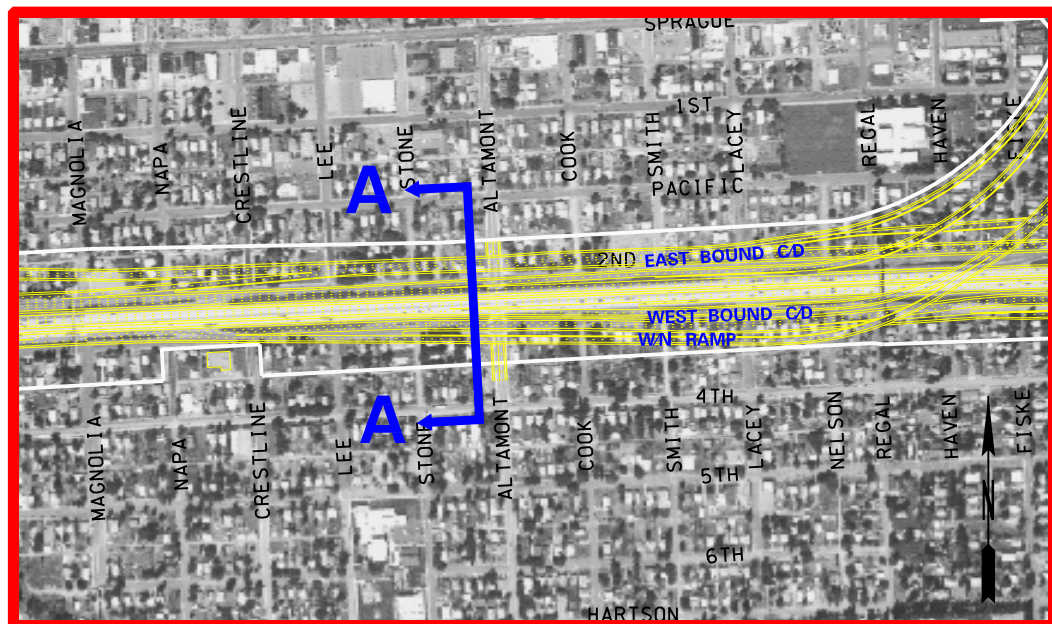 SPRAGUE
1ST
MAGNOLIA
NAPA
CRESTLINE
LEE
STONE
ALTAMONT
COOK
SMITH
LACEY
REGAL
HAVEN
FISKE
A
PACIFIC
2ND EAST BOUND C/D
WEST BOUND C/D
W/N RAMP
4TH
A
MAGNOLIA
NAPA
CRESTLINE
LEE
STONE
ALTAMONT
COOK
SMITH
LACEY
NELSON
REGAL
HAVEN
FISKE
5TH
N
6TH
HARTSON